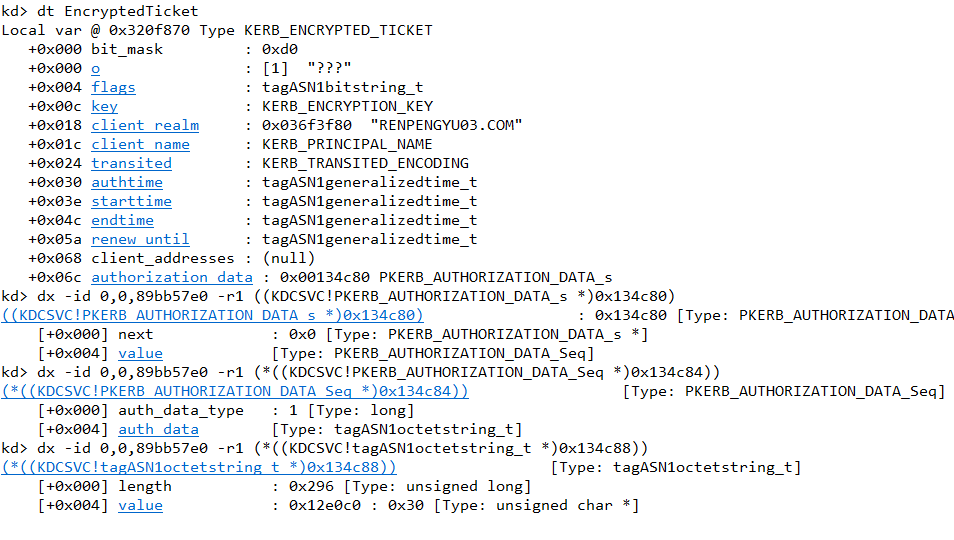 kd> dt EncryptedTicket
Local var @ 0x320f870 Type KERB_ENCRYPTED_TICKET
   +0x000 bit_mask         : 0xd0
   +0x000 o                : [1]  "???"
   +0x004 flags            : tagASN1bitstring_t
   +0x00c key              : KERB_ENCRYPTION_KEY
   +0x018 client_realm     : 0x036f3f80  "RENPENGYU03.COM"
   +0x01c client_name      : KERB_PRINCIPAL_NAME
   +0x024 transited        : KERB_TRANSITED_ENCODING
   +0x030 authtime         : tagASN1generalizedtime_t
   +0x03e starttime        : tagASN1generalizedtime_t
   +0x04c endtime          : tagASN1generalizedtime_t
   +0x05a renew_until      : tagASN1generalizedtime_t
   +0x068 client_addresses : (null)
   +0x06c authorization_data : 0x00134c80 PKERB_AUTHORIZATION_DATA_s
kd> dx -id 0,0,89bb57e0 -r1 ((KDCSVC!PKERB_AUTHORIZATION_DATA_s *)0x134c80)
((KDCSVC!PKERB_AUTHORIZATION_DATA_s *)0x134c80)                 : 0x134c80 [Type: PKERB_AUTHORIZATION_DATA
    [+0x000] next             : 0x0 [Type: PKERB_AUTHORIZATION_DATA_s *]
    [+0x004] value            [Type: PKERB_AUTHORIZATION_DATA_Seq]
kd> dx -id 0,0,89bb57e0 -r1 (*((KDCSVC!PKERB_AUTHORIZATION_DATA_Seq *)0x134c84))
(*((KDCSVC!PKERB_AUTHORIZATION_DATA_Seq *)0x134c84))                 [Type: PKERB_AUTHORIZATION_DATA_Seq]
    [+0x000] auth_data_type   : 1 [Type: long]
    [+0x004] auth_data        [Type: tagASN1octetstring_t]
kd> dx -id 0,0,89bb57e0 -r1 (*((KDCSVC!tagASN1octetstring_t *)0x134c88))
(*((KDCSVC!tagASN1octetstring_t *)0x134c88))                 [Type: tagASN1octetstring_t]
    [+0x000] length           : 0x296 [Type: unsigned long]
    [+0x004] value            : 0x12e0c0 : 0x30 [Type: unsigned char *]